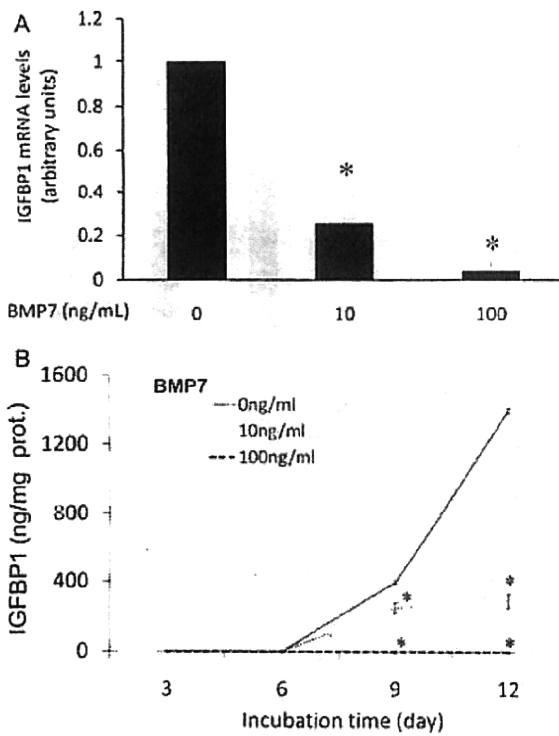 A
IGFBP1 mRNA levels
(arbitrary units)
1.2
1
0.8
0.6
0.4
0.2
0
*
*
BMP7 (ng/mL) 0 10 100
B
IGFBP1 (ng/mg prot.)
1600
1200
800
400
0
BMP7
0ng/ml
10ng/ml
100ng/ml
*
*
*
*
3 6 9 12
Incubation time (day)